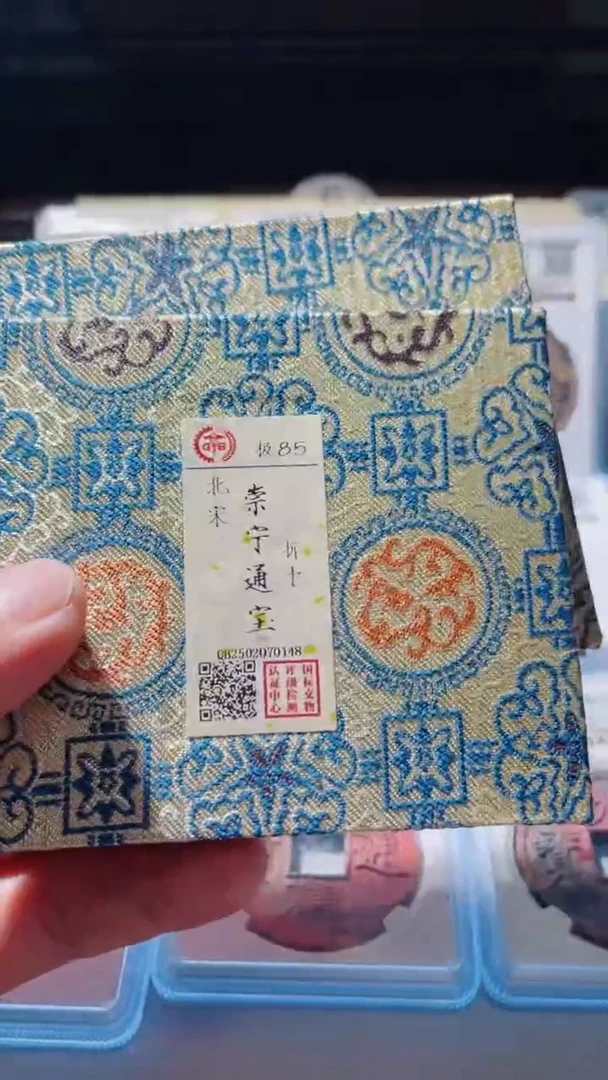 极85
北宋
崇宁通宝
折十
QB2502070148
国标文物
评级检测
认证中心